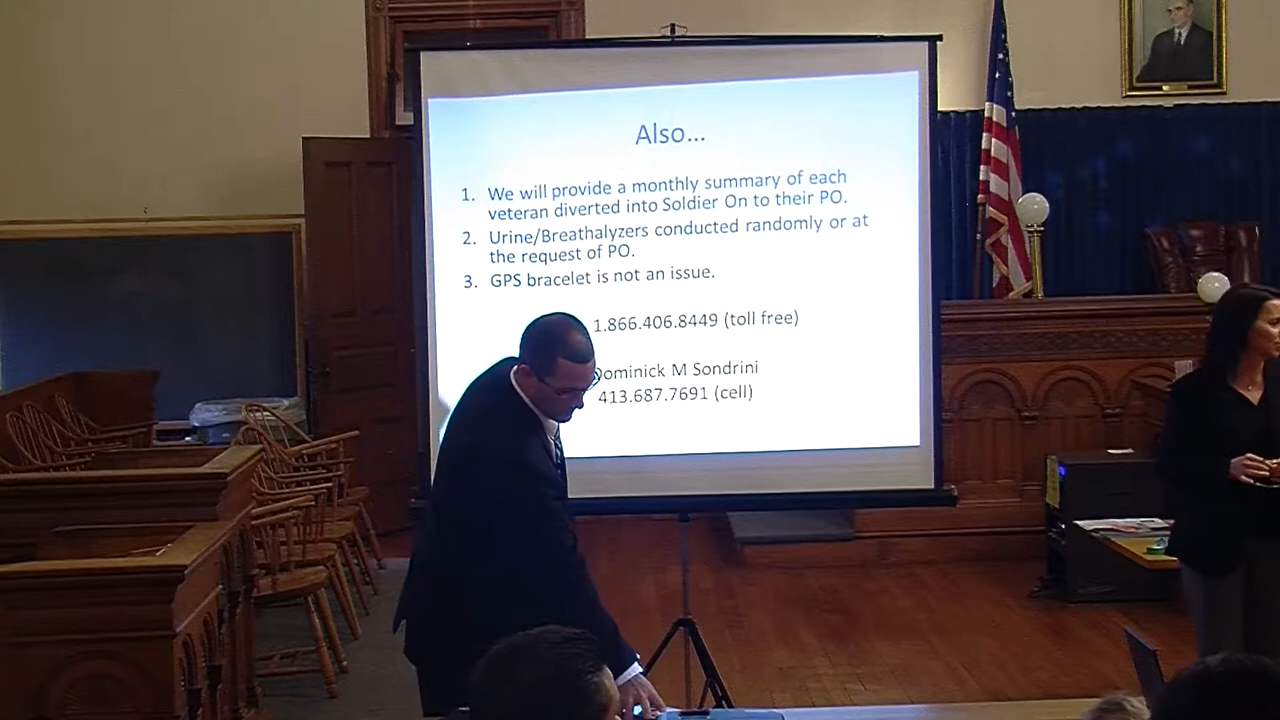 Also...
1. We will provide a monthly summary of each
veteran diverted into Soldier On to their PO.
2. Urine/Breathalyzers conducted randomly or at
the request of PO.
3. GPS bracelet is not an issue.
1.866.406.8449 (toll free)
Dominick M Sondrini
413.687.7691 (cell)